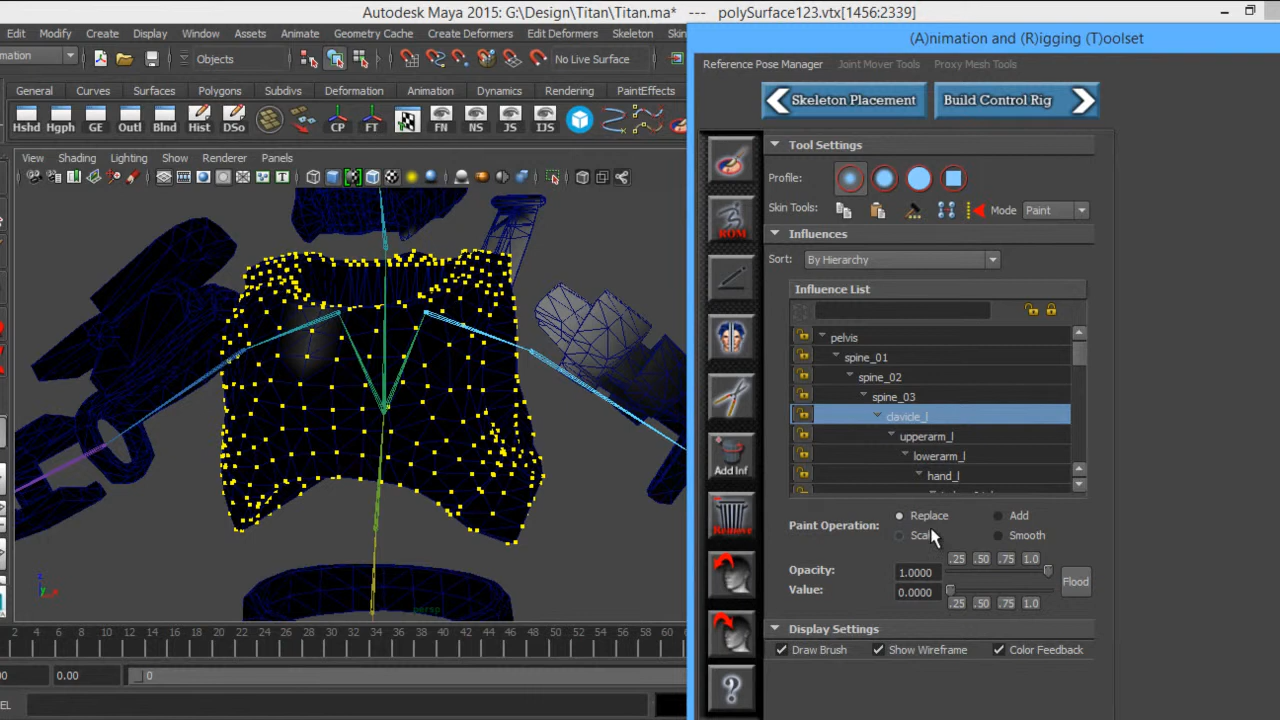 Autodesk Maya 2015: G:\Design\Titan\Titan.ma* --- polySurface123.vtx[1456:2339]
Edit Modify Create Display Window Assets Animate Geometry Cache Create Deformers Edit Deformers Skeleton
mation Objects No Live Surface
General Curves Surfaces Polygons Subdivs Deformation Animation Dynamics Rendering PaintEffects
Hshd Hgph GE Outl Blnd Hist DSo CP FT FN NS JS IJS
View Shading Lighting Show Renderer Panels
persp
2 4 6 8 10 12 14 16 18 20 22 24 26 28 30 32 34 36 38 40 42 44 46 48 50 52 54 56 58 60
00 0.00 0
EL
(A)nimation and (R)igging (T)oolset
Reference Pose Manager Joint Mover Tools Proxy Mesh Tools
Skeleton Placement Build Control Rig
ROM
Add Inf
Remove
Tool Settings
Profile:
Skin Tools: Mode Paint
Influences
Sort: By Hierarchy
Influence List
pelvis
spine_01
spine_02
spine_03
clavicle_l
upperarm_l
lowerarm_l
hand_l
Paint Operation: Replace Add
Smooth
.25 .50 .75 1.0
Opacity: 1.0000
Flood
Value: 0.0000
.25 .50 .75 1.0
Display Settings
Draw Brush Show Wireframe Color Feedback